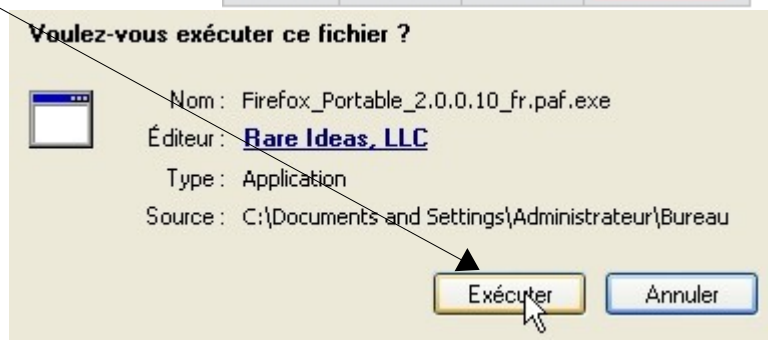 Voulez-vous exécuter ce fichier ?
Nom : Firefox_Portable_2.0.0.10_fr.paf.exe
Éditeur : Rare Ideas, LLC
Type : Application
Source : C:\Documents and Settings\Administrateur\Bureau
Exécuter Annuler